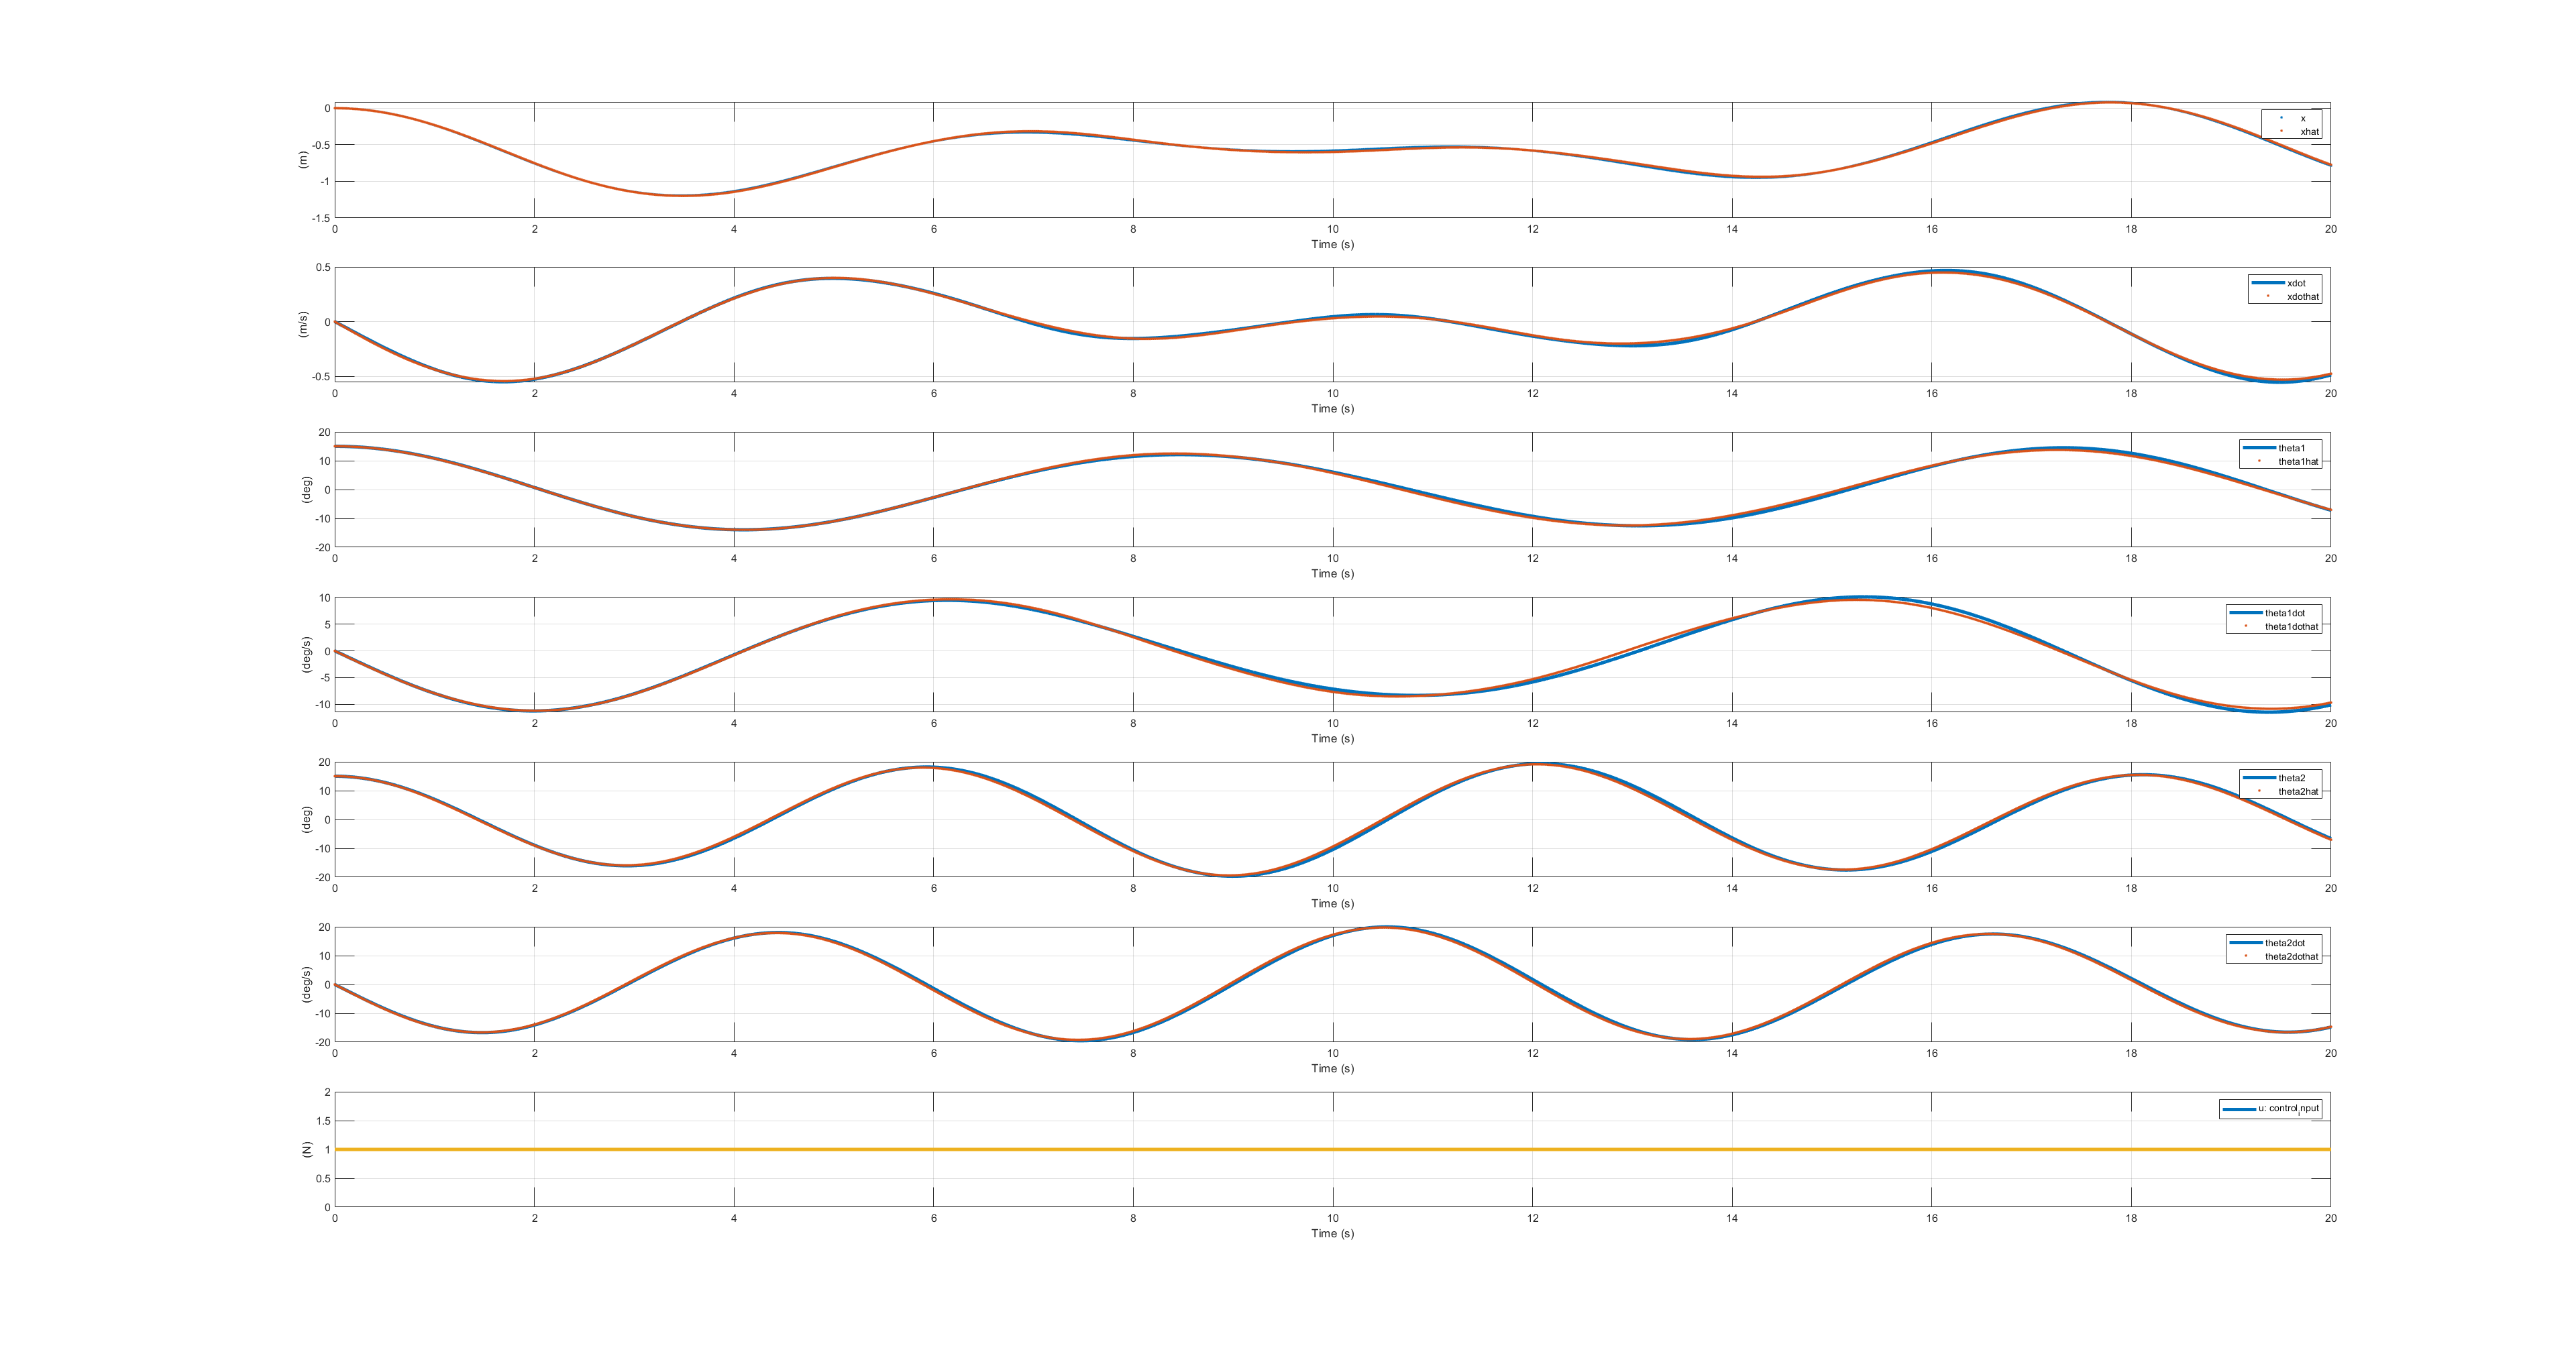 0
-0.5
-1
-1.5
(m)
x
xhat
0 2 4 6 8 10 12 14 16 18 20
Time (s)
0.5
0
-0.5
(m/s)
xdot
xdothat
0 2 4 6 8 10 12 14 16 18 20
Time (s)
20
10
0
-10
-20
(deg)
theta1
theta1hat
0 2 4 6 8 10 12 14 16 18 20
Time (s)
10
5
0
-5
-10
(deg/s)
theta1dot
theta1dothat
0 2 4 6 8 10 12 14 16 18 20
Time (s)
20
10
0
-10
-20
(deg)
theta2
theta2hat
0 2 4 6 8 10 12 14 16 18 20
Time (s)
20
10
0
-10
-20
(deg/s)
theta2dot
theta2dothat
0 2 4 6 8 10 12 14 16 18 20
Time (s)
2
1.5
1
0.5
0
(N)
u: controlᵢnput
0 2 4 6 8 10 12 14 16 18 20
Time (s)